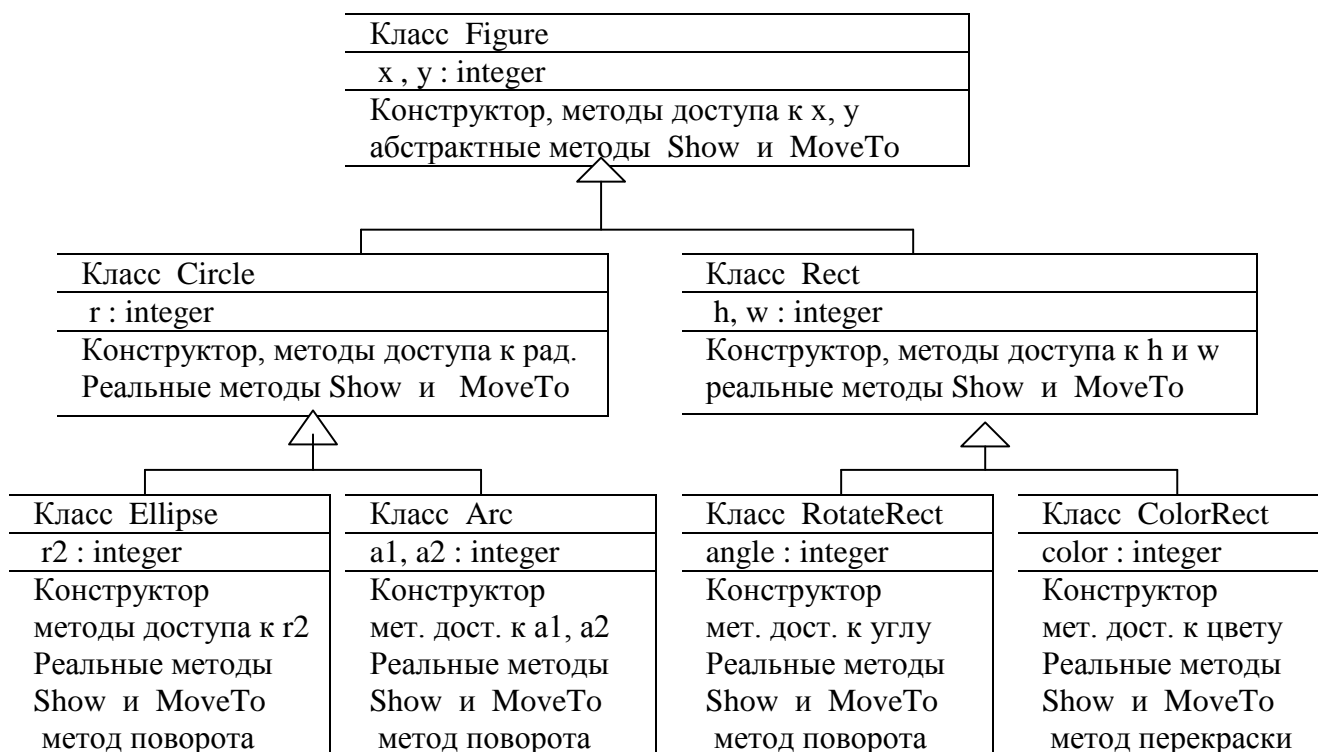 Класс Figure
x , y : integer
Конструктор, методы доступа к x, y
абстрактные методы Show и MoveTo
Класс Circle
r : integer
Конструктор, методы доступа к рад.
Реальные методы Show и MoveTo
Класс Rect
h, w : integer
Конструктор, методы доступа к h и w
реальные методы Show и MoveTo
Класс Ellipse
r2 : integer
Конструктор
методы доступа к r2
Реальные методы
Show и MoveTo
метод поворота
Класс Arc
a1, a2 : integer
Конструктор
мет. дост. к a1, a2
Реальные методы
Show и MoveTo
метод поворота
Класс RotateRect
angle : integer
Конструктор
мет. дост. к углу
Реальные методы
Show и MoveTo
метод поворота
Класс ColorRect
color : integer
Конструктор
мет. дост. к цвету
Реальные методы
Show и MoveTo
метод перекраски